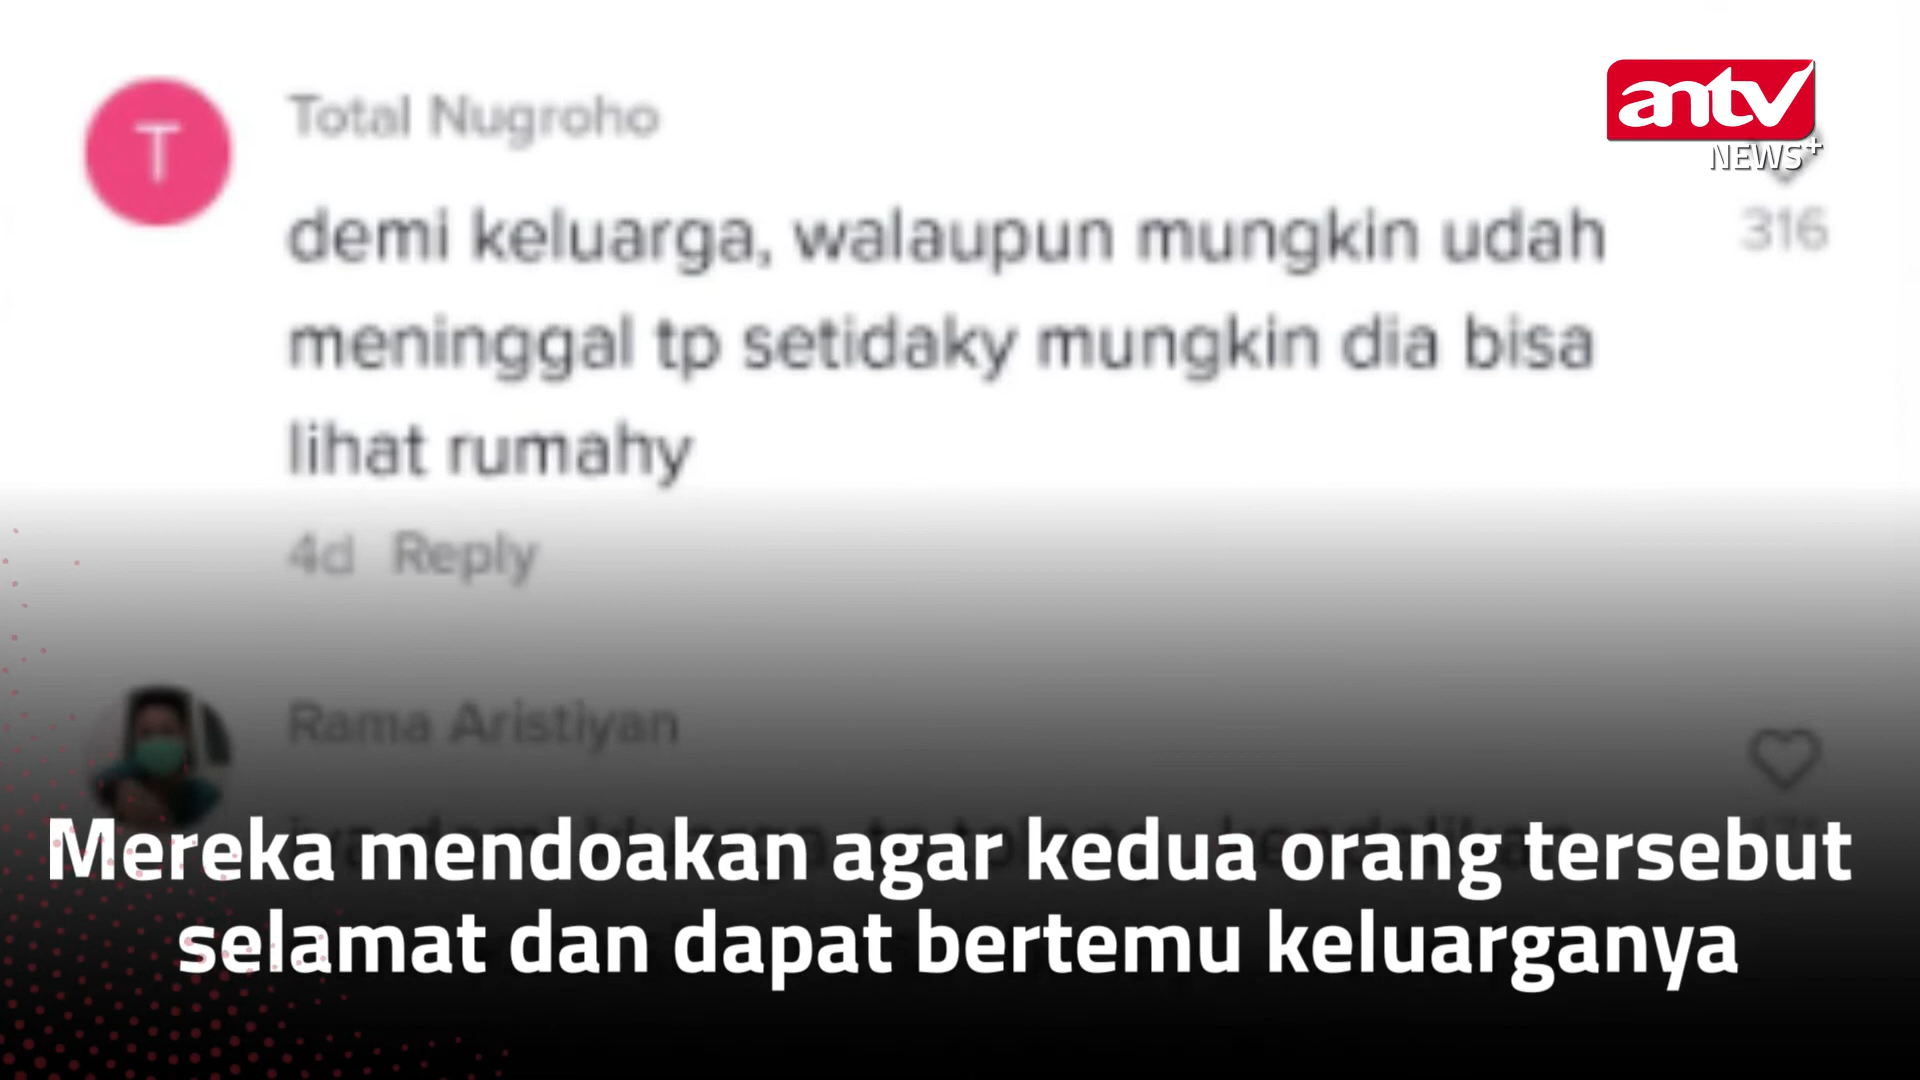 antv
NEWS+
T
Total Nugroho
demi keluarga, walaupun mungkin udah
316
meninggal tp setidaky mungkin dia bisa
lihat rumahy
4d Reply
Rama Aristiyan
Mereka mendoakan agar kedua orang tersebut
selamat dan dapat bertemu keluarganya